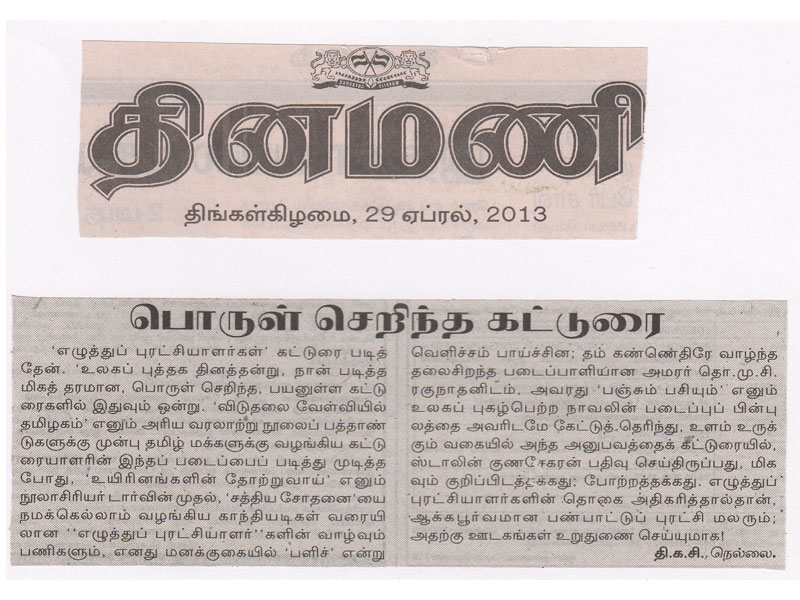 தினமணி
திங்கள்கிழமை, 29 ஏப்ரல், 2013
பொருள் செறிந்த கட்டுரை
'எழுத்துப் புரட்சியாளர்கள்' கட்டுரை படித்
தேன். 'உலகப் புத்தக தினத்தன்று, நான் படித்த
மிகத் தரமான, பொருள் செறிந்த, பயனுள்ள கட்டு
ரைகளில் இதுவும் ஒன்று. 'விடுதலை வேள்வியில்
தமிழகம்' எனும் அரிய வரலாற்று நூலைப் பத்தாண்
டுகளுக்கு முன்பு தமிழ் மக்களுக்கு வழங்கிய கட்டு
ரையாளரின் இந்தப் படைப்பைப் படித்து முடித்த
போது, 'உயிரினங்களின் தோற்றுவாய்' எனும்
நூலாசிரியர் டார்வின் முதல், 'சத்திய சோதனை'யை
நமக்கெல்லாம் வழங்கிய காந்தியடிகள் வரையி
லான ''எழுத்துப் புரட்சியாளர்''களின் வாழ்வும்
பணிகளும், எனது மனக்குகையில் 'பளிச்' என்று
வெளிச்சம் பாய்ச்சின; தம் கண்ணெதிரே வாழ்ந்த
தலைசிறந்த படைப்பாளியான அமரர் தொ.மு.சி.
ரகுநாதனிடம், அவரது 'பஞ்சும் பசியும்' எனும்
உலகப் புகழ்பெற்ற நாவலின் படைப்புப் பின்பு
லத்தை அவரிடமே கேட்டுத்தெரிந்து, உளம் உருக்
கும் வகையில் அந்த அனுபவத்தைக் கட்டுரையில்,
ஸ்டாலின் குணசேகரன் பதிவு செய்திருப்பது, மிக
வும் குறிப்பிடத்தக்கது; போற்றத்தக்கது. எழுத்துப்
புரட்சியாளர்களின் தொகை அதிகரித்தால்தான்,
ஆக்கபூர்வமான பண்பாட்டுப் புரட்சி மலரும்;
அதற்கு ஊடகங்கள் உறுதுணை செய்யுமாக!
தி.க.சி., நெல்லை.